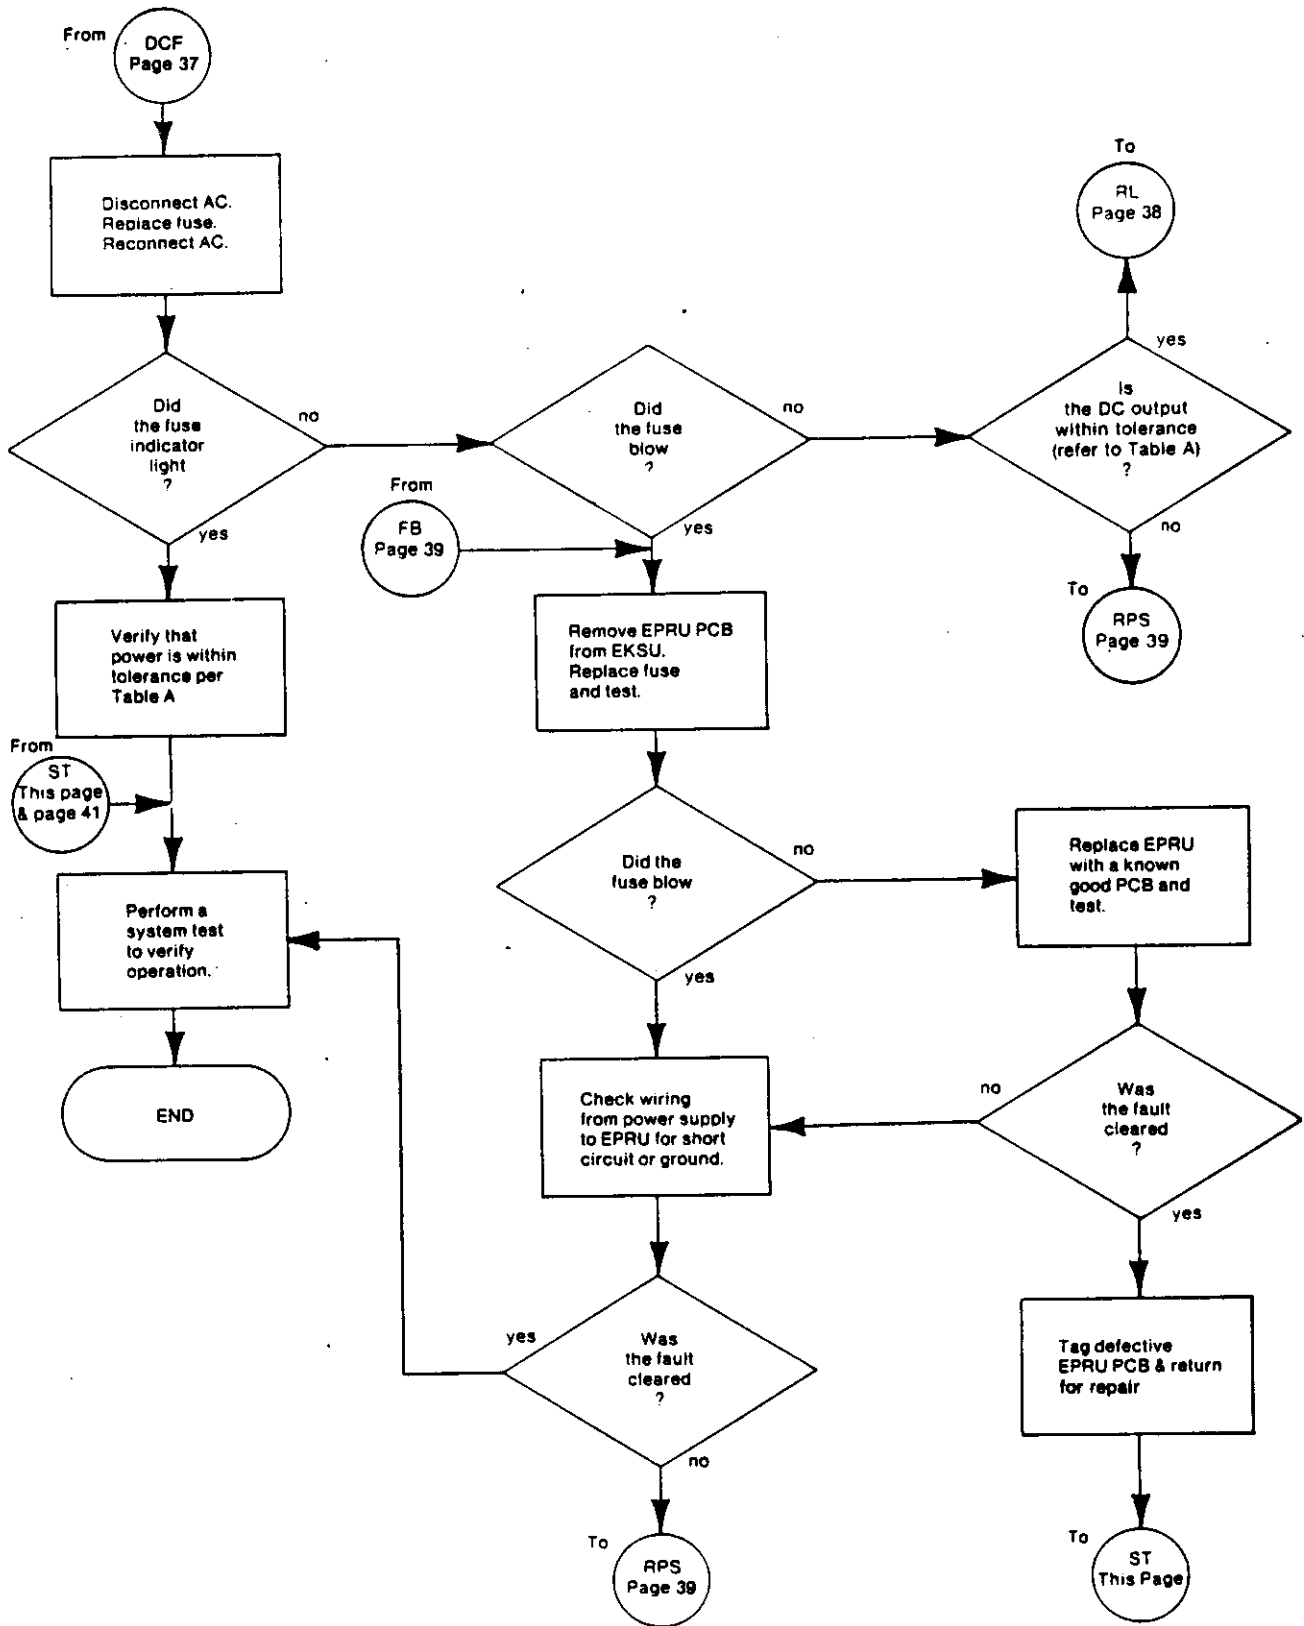 From
DCF
Page 37
Disconnect AC.
Replace fuse.
Reconnect AC.
Did
the fuse
indicator
light
?
no
yes
Did
the fuse
blow
?
no
yes
To
RL
Page 38
yes
Is
the DC output
within tolerance
(refer to Table A)
?
no
To
RPS
Page 39
From
FB
Page 39
Verify that
power is within
tolerance per
Table A
Remove EPRU PCB
from EKSU.
Replace fuse
and test.
From
ST
This page
& page 41
Perform a
system test
to verify
operation.
END
Did the
fuse blow
?
no
yes
Replace EPRU
with a known
good PCB and
test.
Check wiring
from power supply
to EPRU for short
circuit or ground.
no
Was
the fault
cleared
?
yes
yes
Was
the fault
cleared
?
no
Tag defective
EPRU PCB & return
for repair
To
RPS
Page 39
To
ST
This Page